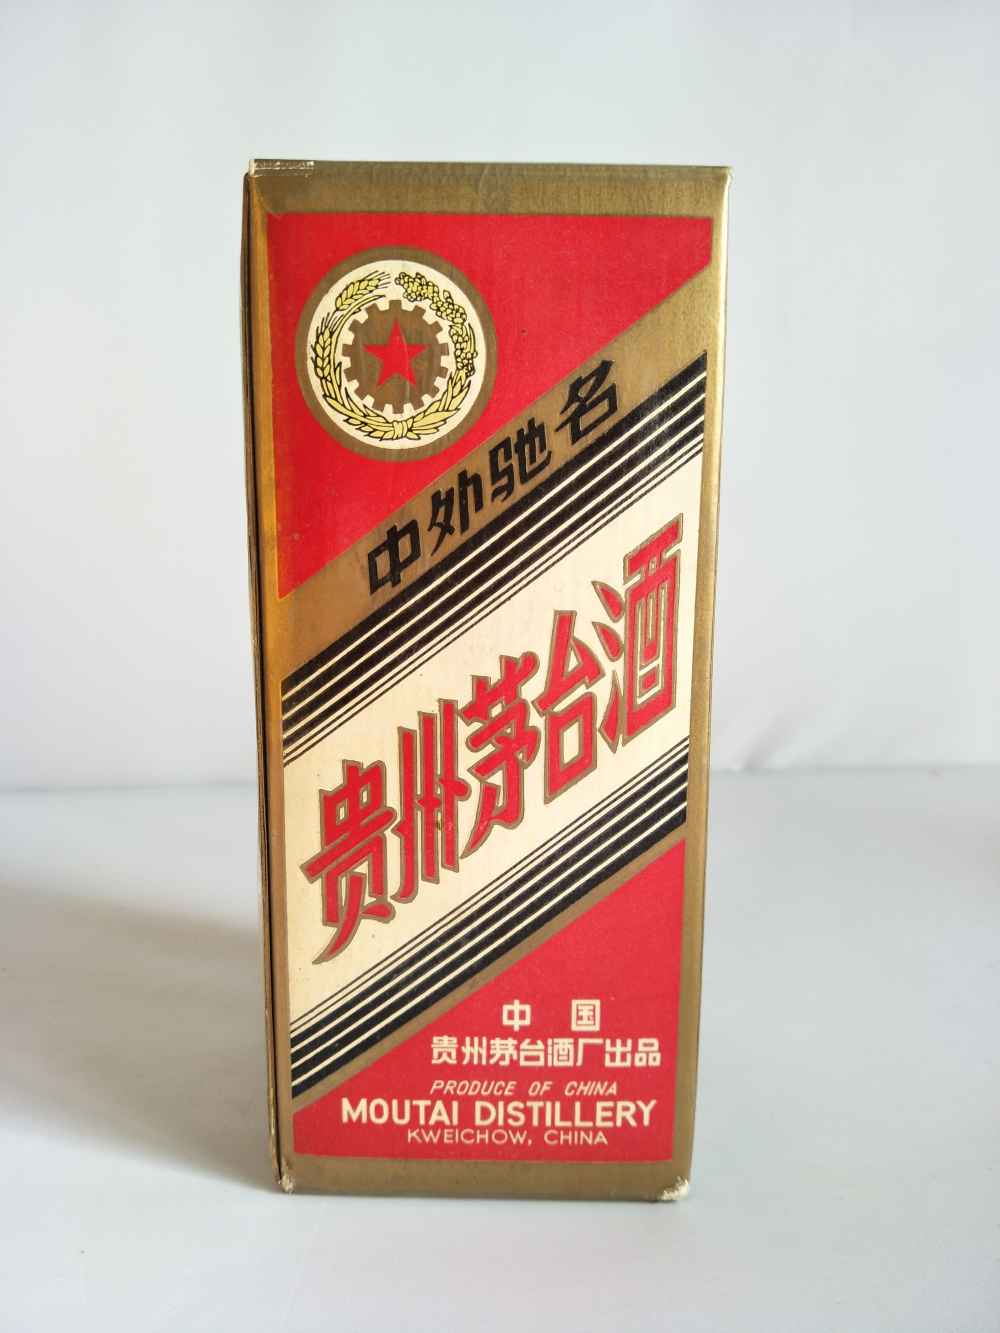 中外驰名
贵州茅台酒
中国
贵州茅台酒厂出品
PRODUCE OF CHINA
MOUTAI DISTILLERY
KWEICHOW, CHINA